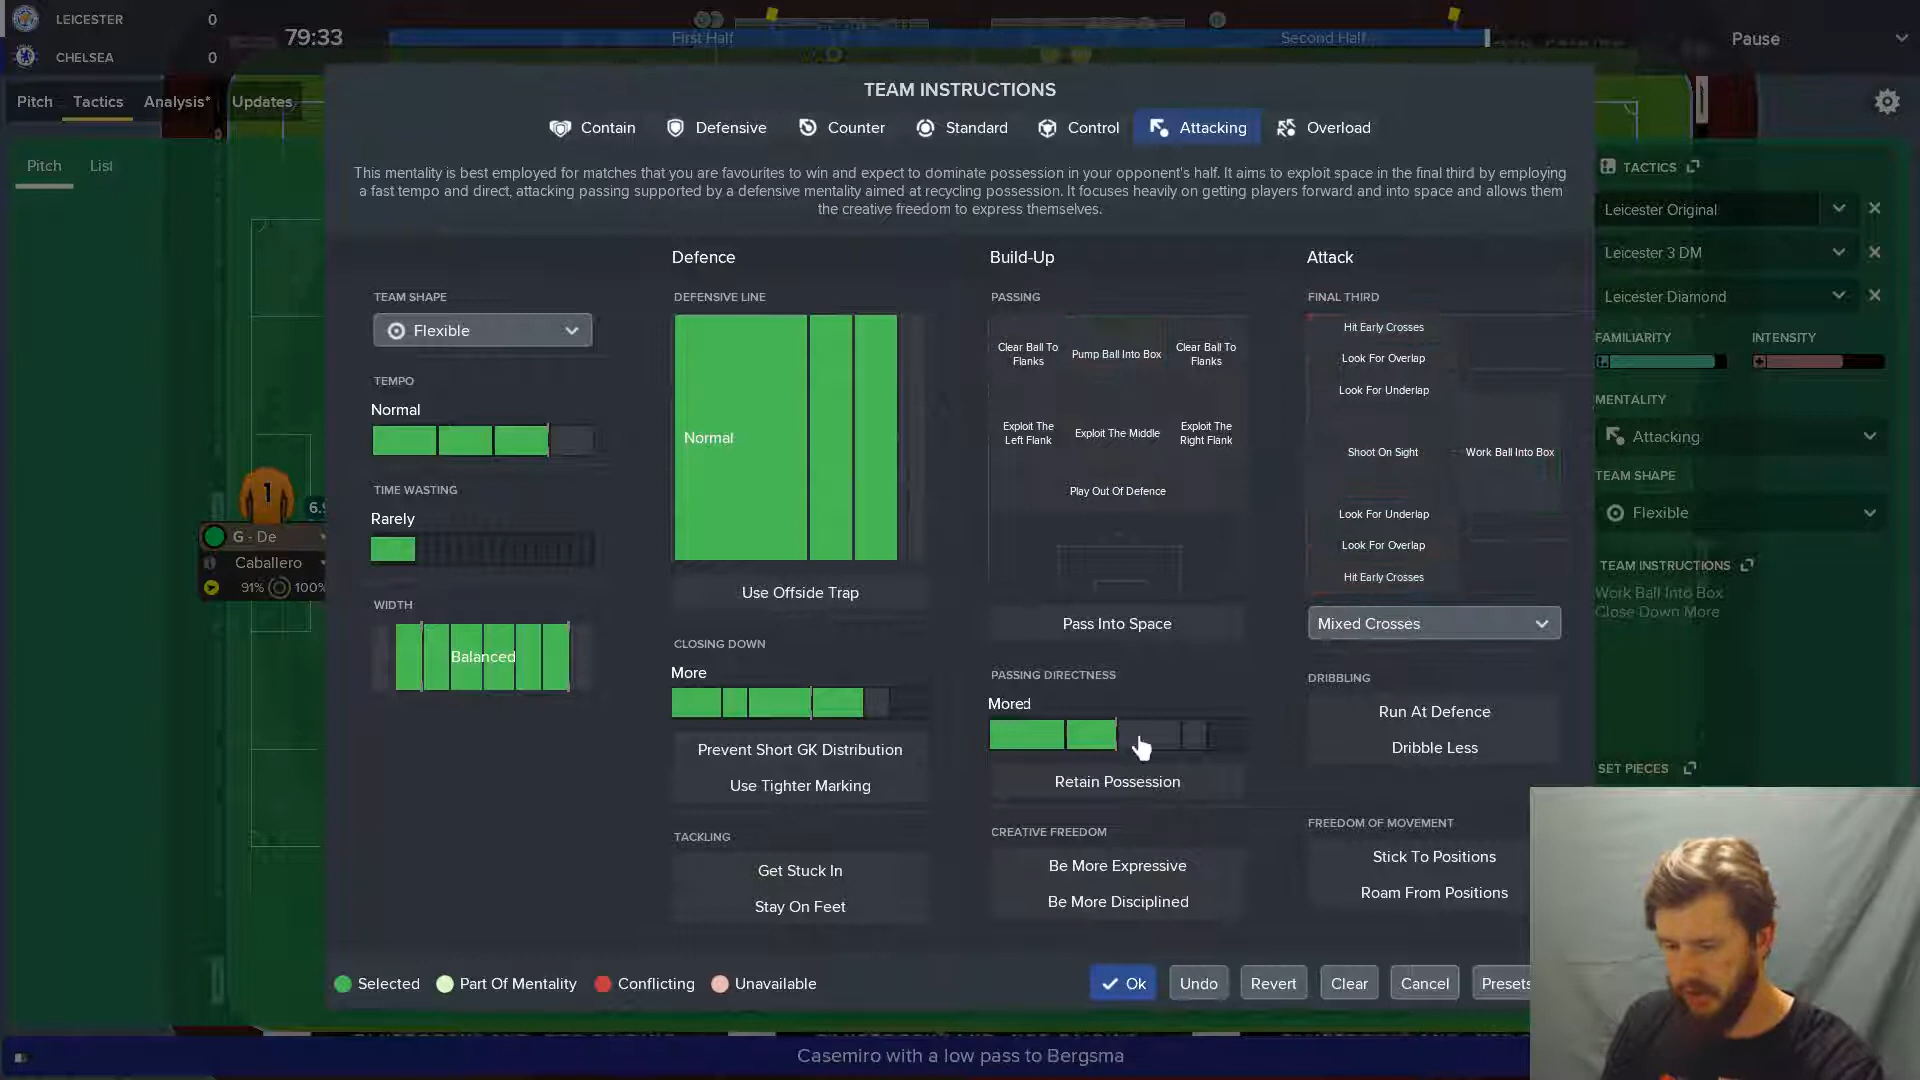 LEICESTER 0
CHELSEA 0
79:33
First Half
Second Half
Pause
Pitch Tactics Analysis* Updates
Pitch List
TEAM INSTRUCTIONS
Contain Defensive Counter Standard Control Attacking Overload
This mentality is best employed for matches that you are favourites to win and expect to dominate possession in your opponent's half. It aims to exploit space in the final third by employing
a fast tempo and direct, attacking passing supported by a defensive mentality aimed at recycling possession. It focuses heavily on getting players forward and into space and allows them
the creative freedom to express themselves.
TEAM SHAPE
Flexible
TEMPO
Normal
TIME WASTING
Rarely
WIDTH
Balanced
Defence
DEFENSIVE LINE
Normal
Use Offside Trap
CLOSING DOWN
More
Prevent Short GK Distribution
Use Tighter Marking
TACKLING
Get Stuck In
Stay On Feet
Build-Up
PASSING
Clear Ball To
Flanks
Pump Ball Into Box
Clear Ball To
Flanks
Exploit The
Left Flank
Exploit The Middle
Exploit The
Right Flank
Play Out Of Defence
Pass Into Space
PASSING DIRECTNESS
Retain Possession
CREATIVE FREEDOM
Be More Expressive
Be More Disciplined
Attack
FINAL THIRD
Hit Early Crosses
Look For Overlap
Look For Underlap
Shoot On Sight
Work Ball Into Box
Look For Underlap
Look For Overlap
Hit Early Crosses
Mixed Crosses
DRIBBLING
Run At Defence
Dribble Less
FREEDOM OF MOVEMENT
Stick To Positions
Roam From Positions
Selected Part Of Mentality Conflicting Unavailable
Ok Undo Revert Clear Cancel Presets
1
G - De
Caballero
91% 100%
TACTICS
Leicester Original
Leicester 3 DM
Leicester Diamond
FAMILIARITY
INTENSITY
MENTALITY
Attacking
TEAM SHAPE
Flexible
TEAM INSTRUCTIONS
Work Ball Into Box
Close Down More
SET PIECES
Casemiro with a low pass to Bergsma